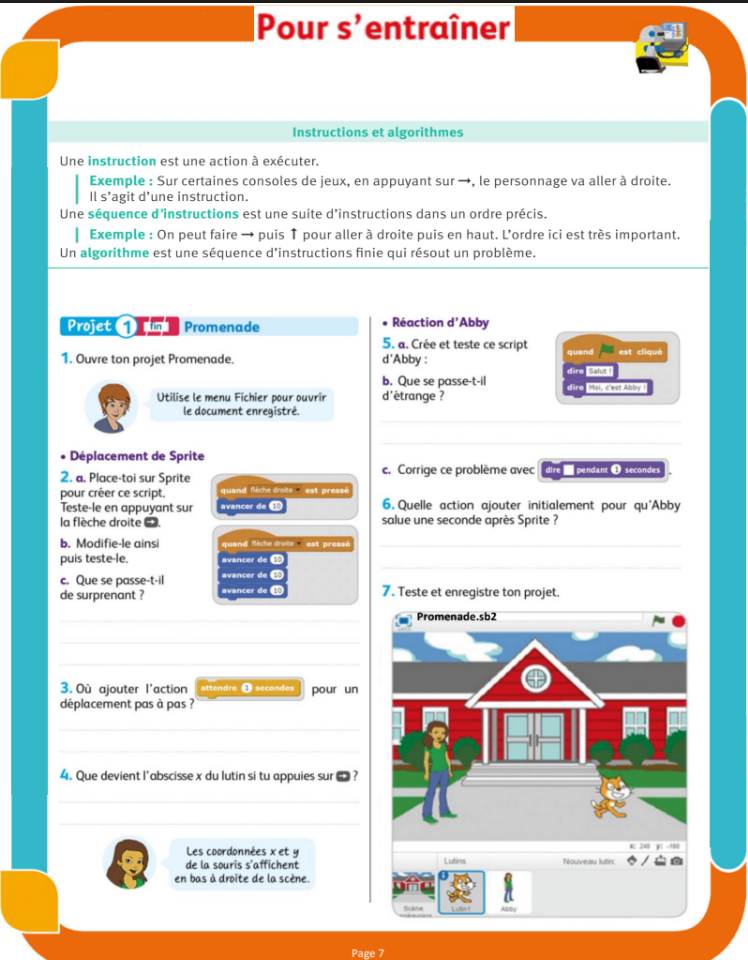 Pour s'entraîner
Instructions et algorithmes
Une instruction est une action à exécuter.
Exemple : Sur certaines consoles de jeux, en appuyant sur →, le personnage va aller à droite.
Il s'agit d'une instruction.
Une séquence d'instructions est une suite d'instructions dans un ordre précis.
Exemple : On peut faire → puis ↑ pour aller à droite puis en haut. L'ordre ici est très important.
Un algorithme est une séquence d'instructions finie qui résout un problème.
Projet 1 fin Promenade
1. Ouvre ton projet Promenade.
Utilise le menu Fichier pour ouvrir
le document enregistré.
• Déplacement de Sprite
2. a. Place-toi sur Sprite
pour créer ce script.
Teste-le en appuyant sur
la flèche droite ➡.
quand flèche droite est pressé
avancer de 10
b. Modifie-le ainsi
puis teste-le.
c. Que se passe-t-il
de surprenant ?
quand flèche droite est pressé
avancer de 10
avancer de 10
avancer de 10
3. Où ajouter l'action attendre 1 secondes pour un
déplacement pas à pas ?
4. Que devient l'abscisse x du lutin si tu appuies sur ➡ ?
Les coordonnées x et y
de la souris s'affichent
en bas à droite de la scène.
• Réaction d'Abby
5. a. Crée et teste ce script
d'Abby :
quand est cliqué
dire Salut !
dire Moi, c'est Abby !
b. Que se passe-t-il
d'étrange ?
c. Corrige ce problème avec dire pendant 1 secondes .
6. Quelle action ajouter initialement pour qu'Abby
salue une seconde après Sprite ?
7. Teste et enregistre ton projet.
Promenade.sb2
X: 240 y: -180
Lutins Nouveau lutin:
Scène Lutin1 Abby
Page 7